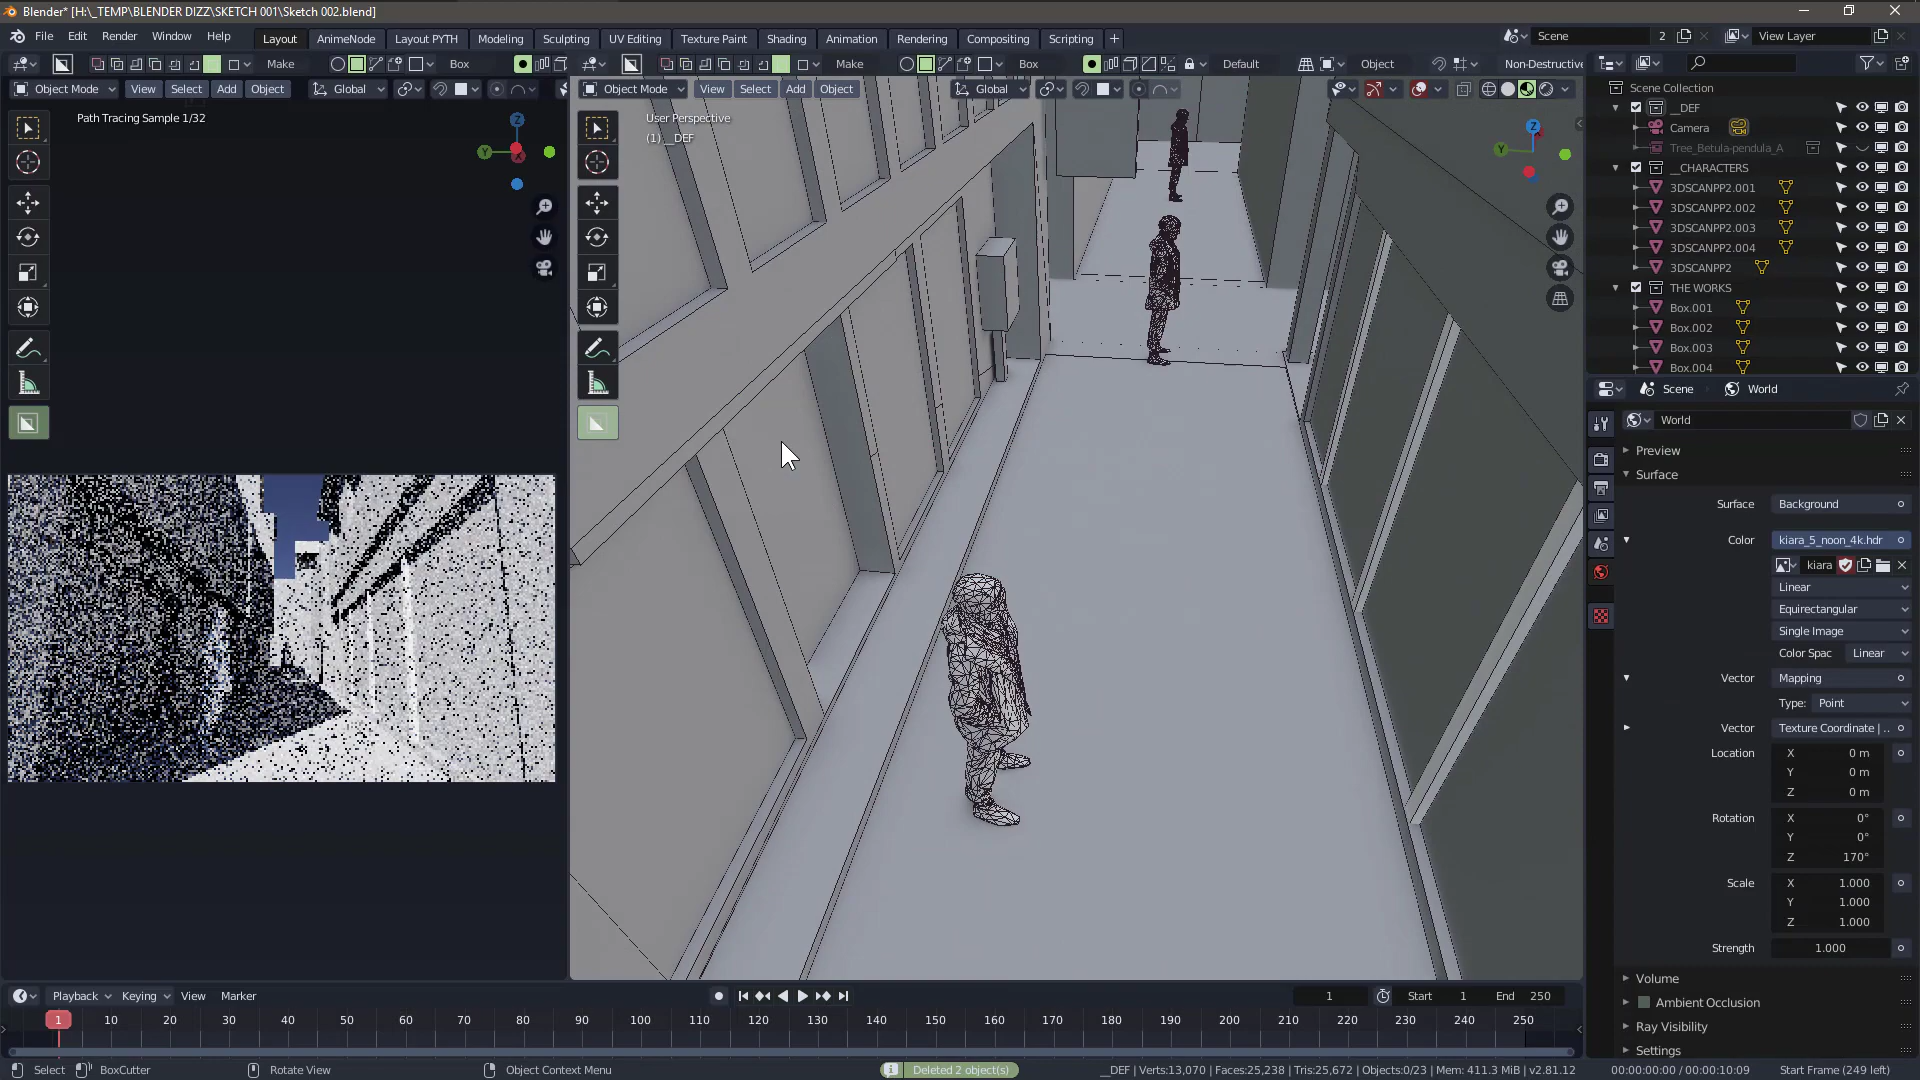 Blender* [H:\_TEMP\BLENDER DIZZ\SKETCH 001\Sketch 002.blend]
File Edit Render Window Help
Layout AnimeNode Layout PYTH Modeling Sculpting UV Editing Texture Paint Shading Animation Rendering Compositing Scripting +
Scene 2 View Layer
Make Box
Make Box Default Object Non-Destructive
Object Mode View Select Add Object Global
Object Mode View Select Add Object Global
Path Tracing Sample 1/32
Z
Y
X
User Perspective
(1) __DEF
Z
Y
Scene Collection
__DEF
Camera
Tree_Betula-pendula_A
__CHARACTERS
3DSCANPP2.001
3DSCANPP2.002
3DSCANPP2.003
3DSCANPP2.004
3DSCANPP2
THE WORKS
Box.001
Box.002
Box.003
Box.004
Scene World
World
Preview
Surface
Surface Background
Color kiara_5_noon_4k.hdr
kiara
Linear
Equirectangular
Single Image
Color Spac Linear
Vector Mapping
Type: Point
Vector Texture Coordinate | ..
Location X 0 m
Y 0 m
Z 0 m
Rotation X 0°
Y 0°
Z 170°
Scale X 1.000
Y 1.000
Z 1.000
Strength 1.000
Volume
Ambient Occlusion
Ray Visibility
Settings
Playback Keying View Marker
1 Start 1 End 250
1 10 20 30 40 50 60 70 80 90 100 110 120 130 140 150 160 170 180 190 200 210 220 230 240 250
Select BoxCutter Rotate View Object Context Menu
Deleted 2 object(s)
__DEF | Verts:13,070 | Faces:25,238 | Tris:25,672 | Objects:0/23 | Mem: 411.3 MiB | v2.81.12
00:00:00:00 / 00:00:10:09 Start Frame (249 left)